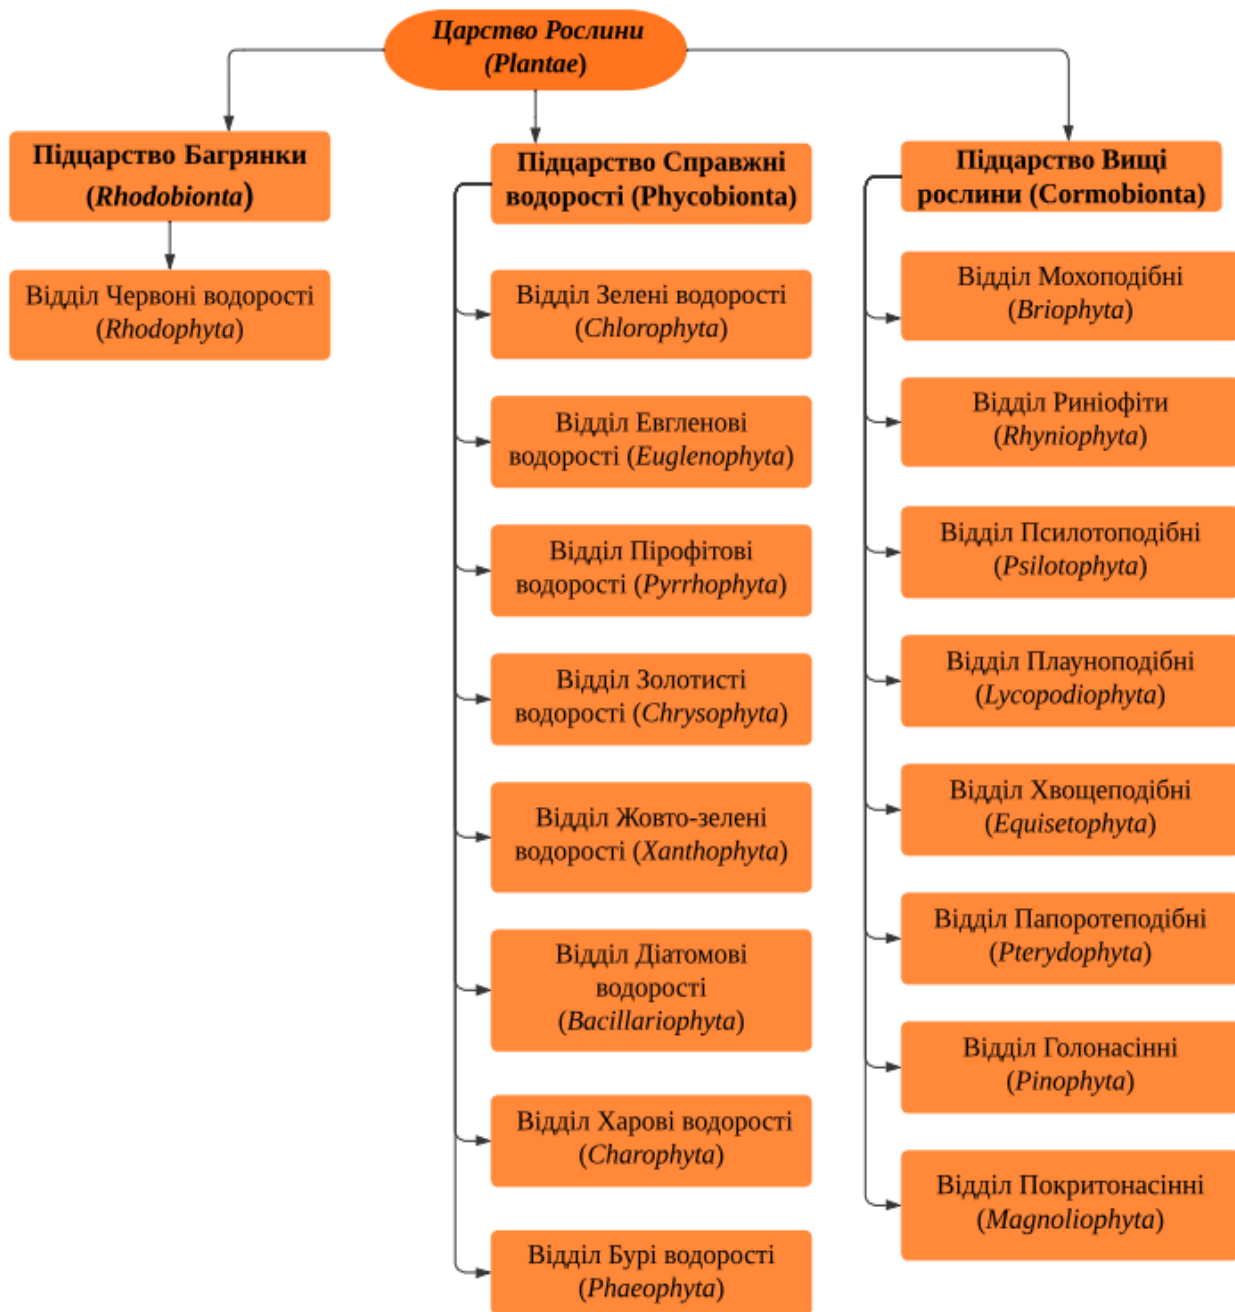 Царство Рослини
(Plantae)
Підцарство Багрянки
(Rhodobionta)
Відділ Червоні водорості
(Rhodophyta)
Підцарство Справжні
водорості (Phycobionta)
Відділ Зелені водорості
(Chlorophyta)
Відділ Евгленові
водорості (Euglenophyta)
Відділ Пірофітові
водорості (Pyrrhophyta)
Відділ Золотисті
водорості (Chrysophyta)
Відділ Жовто-зелені
водорості (Xanthophyta)
Відділ Діатомові
водорості
(Bacillariophyta)
Відділ Харові водорості
(Charophyta)
Відділ Бурі водорості
(Phaeophyta)
Підцарство Вищі
рослини (Cormobionta)
Відділ Мохоподібні
(Briophyta)
Відділ Риніофіти
(Rhyniophyta)
Відділ Псилотоподібні
(Psilotophyta)
Відділ Плауноподібні
(Lycopodiophyta)
Відділ Хвощеподібні
(Equisetophyta)
Відділ Папоротеподібні
(Pterydophyta)
Відділ Голонасінні
(Pinophyta)
Відділ Покритонасінні
(Magnoliophyta)